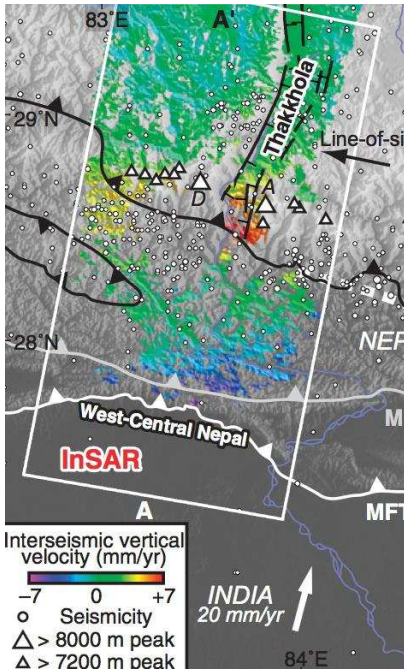 83°E
A'
29°N
Thakkhola
Line-of-si
A
D
28°N
NEP
M
West-Central Nepal
InSAR
A
MFT
Interseismic vertical
velocity (mm/yr)
−7 0 +7
Seismicity
> 8000 m peak
> 7200 m peak
INDIA
20 mm/yr
84°E